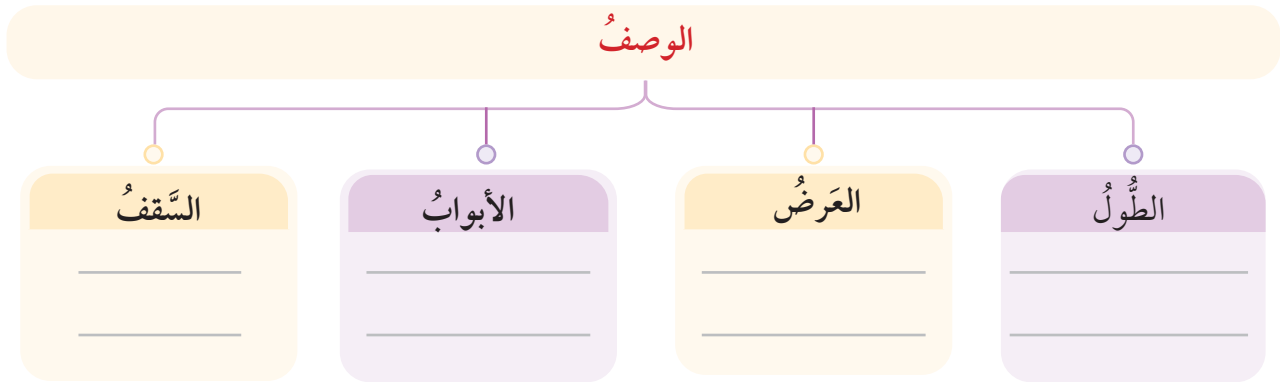 الوصفُ
الطُّولُ
العَرضُ
الأبوابُ
السَّقفُ